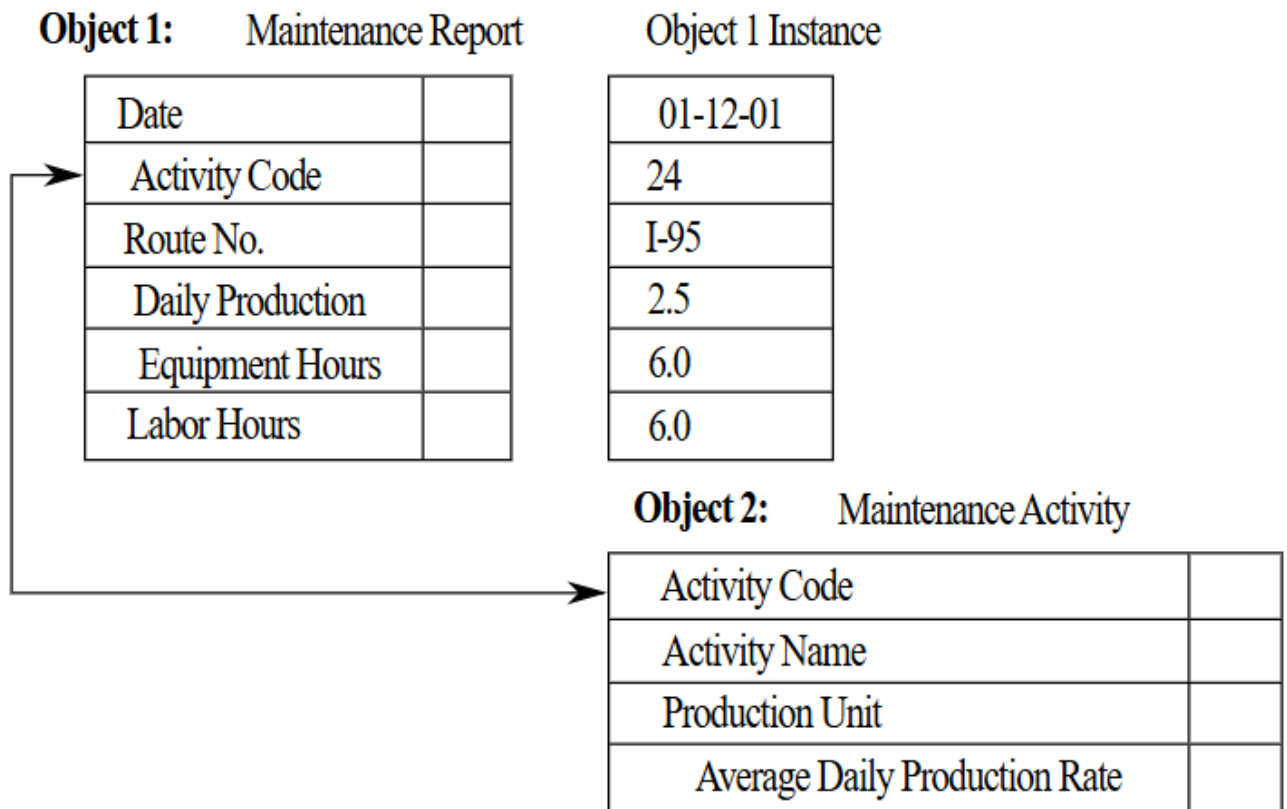 Object 1: Maintenance Report Object 1 Instance
Date 01-12-01
Activity Code 24
Route No. I-95
Daily Production 2.5
Equipment Hours 6.0
Labor Hours 6.0
Object 2: Maintenance Activity
Activity Code
Activity Name
Production Unit
Average Daily Production Rate